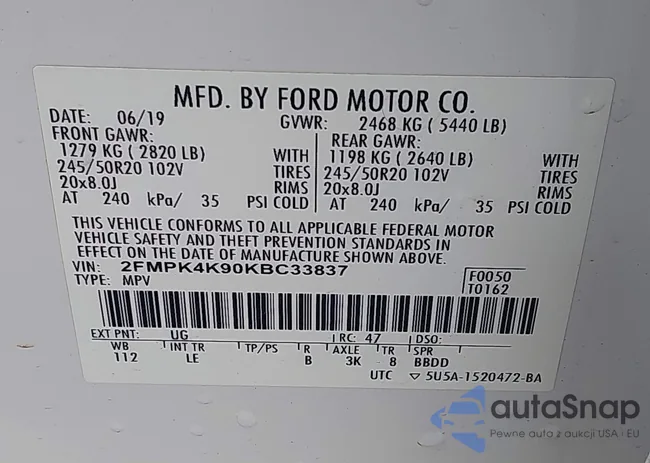 MFD. BY FORD MOTOR CO.
DATE: 06/19 GVWR: 2468 KG ( 5440 LB)
FRONT GAWR: REAR GAWR:
1279 KG ( 2820 LB) WITH 1198 KG ( 2640 LB) WITH
245/50R20 102V TIRES 245/50R20 102V TIRES
20x8.0J RIMS 20x8.0J RIMS
AT 240 kPa/ 35 PSI COLD AT 240 kPa/ 35 PSI COLD
THIS VEHICLE CONFORMS TO ALL APPLICABLE FEDERAL MOTOR
VEHICLE SAFETY AND THEFT PREVENTION STANDARDS IN
EFFECT ON THE DATE OF MANUFACTURE SHOWN ABOVE.
VIN: 2FMPK4K90KBC33837 F0050
TYPE: MPV T0162
EXT PNT: UG RC: 47 DSO:
WB INT TR TP/PS R AXLE TR SPR
112 LE B 3K 8 BBDD
UTC ▽ 5U5A-1520472-BA
autaSnap
Pewne auta z aukcji USA i EU